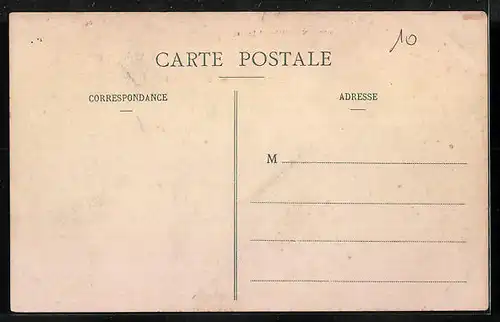 10
CARTE POSTALE
CORRESPONDANCE
ADRESSE
M